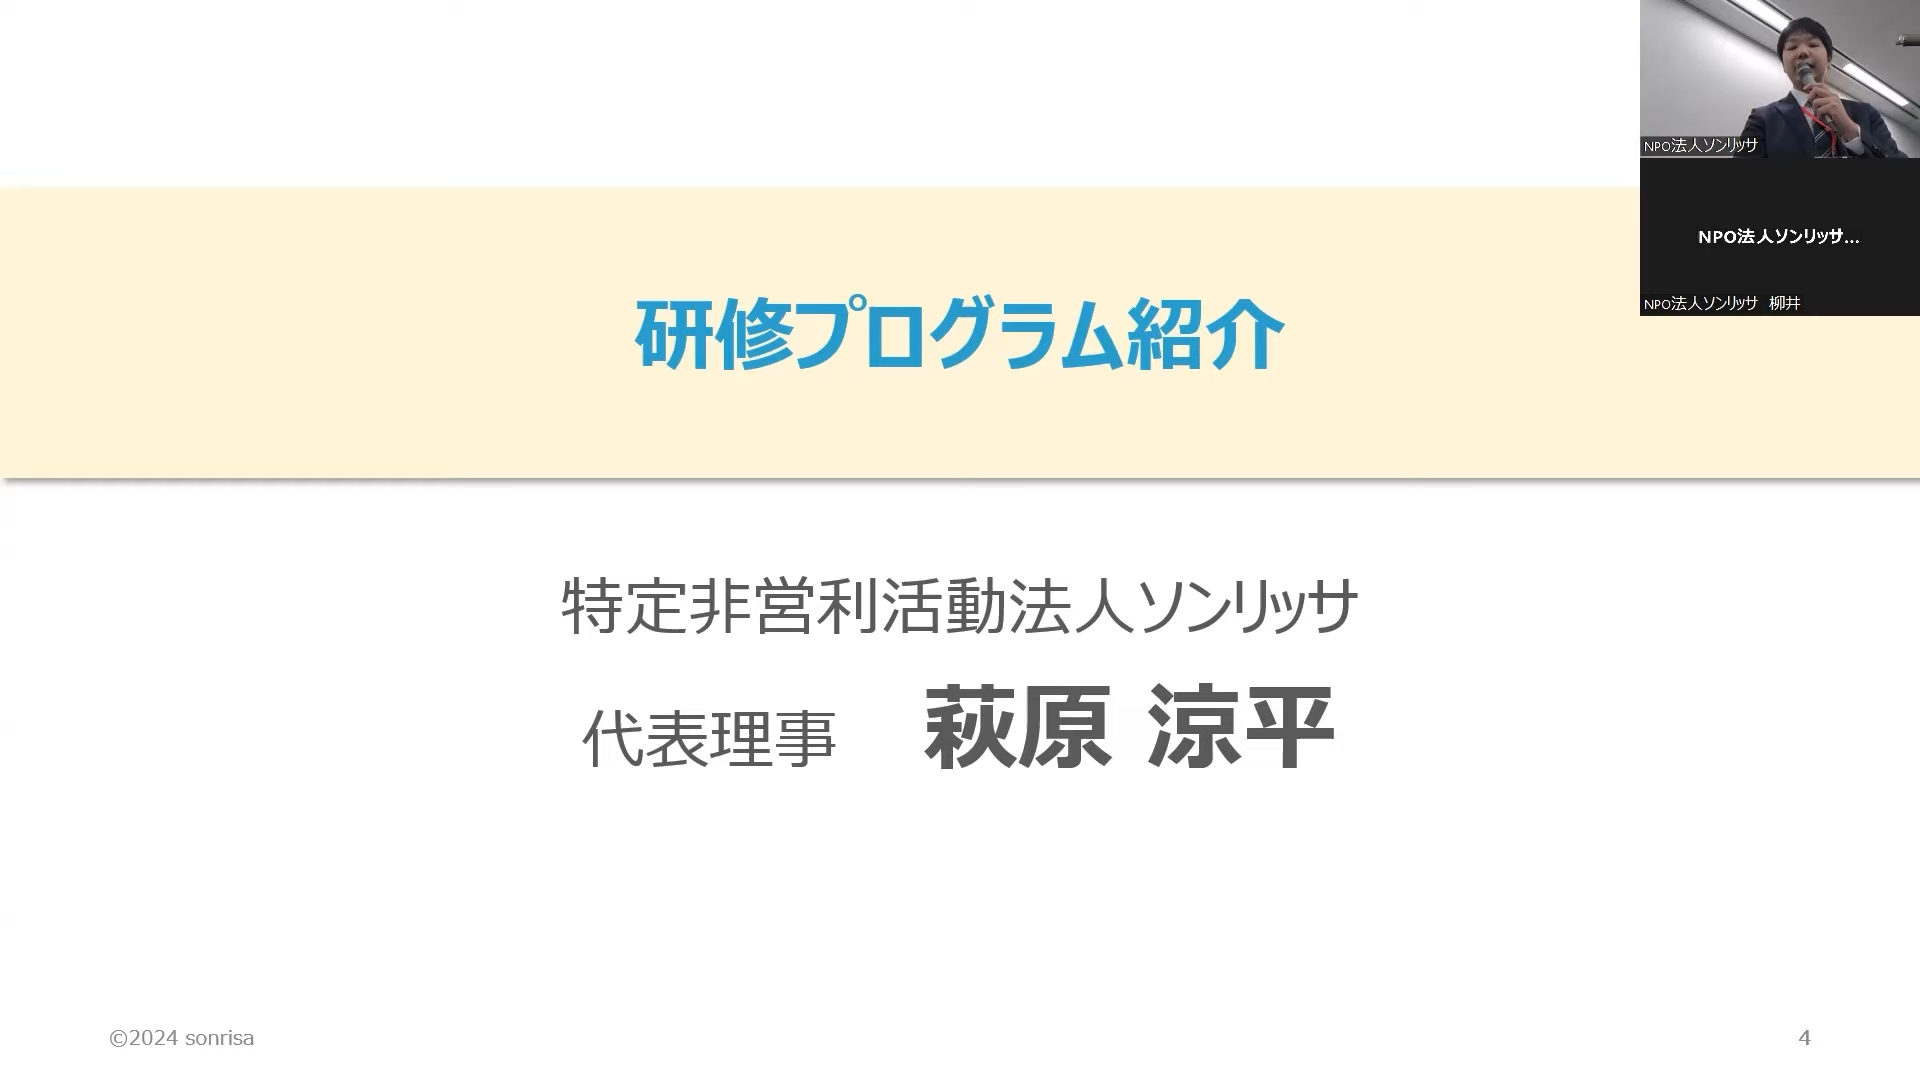 研修プログラム紹介
特定非営利活動法人ソンリッサ
代表理事　萩原 涼平
©2024 sonrisa
4
NPO法人ソンリッサ
NPO法人ソンリッサ...
NPO法人ソンリッサ　柳井